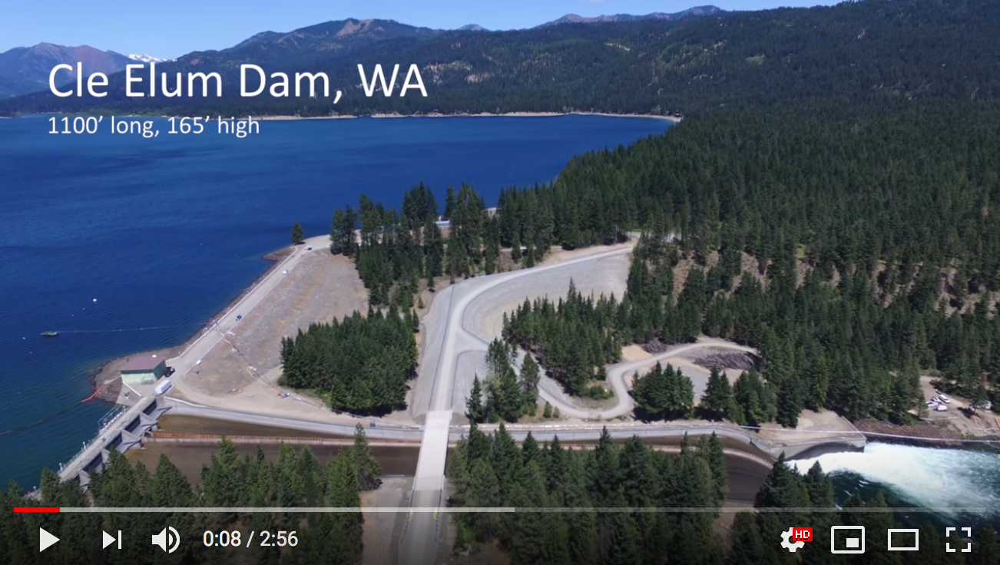 Cle Elum Dam, WA
1100’ long, 165’ high
0:08 / 2:56
HD